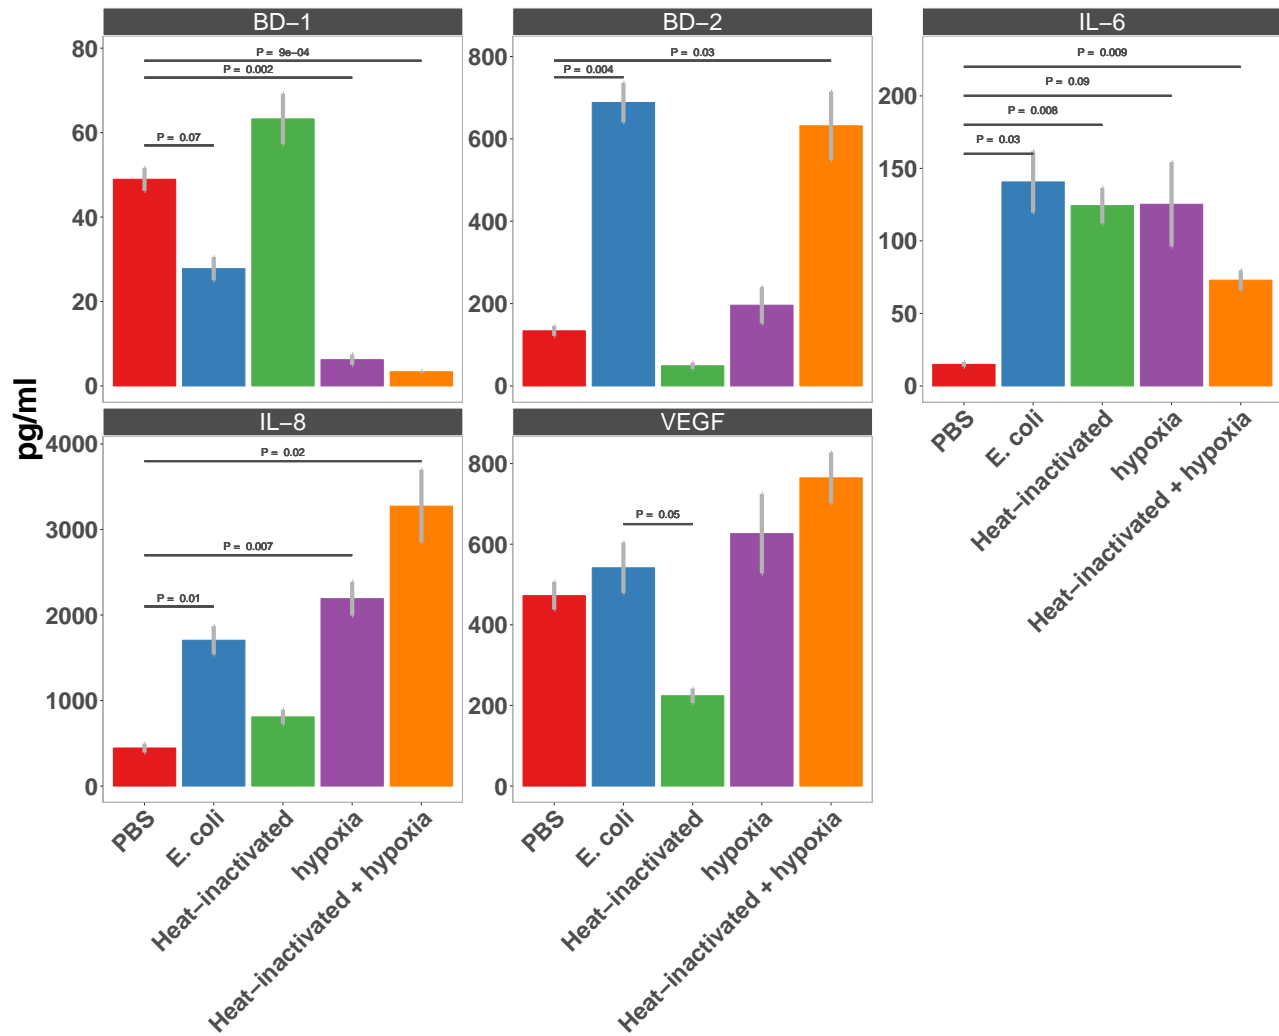 BD−1
BD−2
IL−6
80
60
40
20
0
P = 9e−04
P = 0.002
P = 0.07
800
600
400
200
0
P = 0.03
P = 0.004
200
150
100
50
0
P = 0.009
P = 0.09
P = 0.008
P = 0.03
PBS
E. coli
Heat−inactivated
hypoxia
Heat−inactivated + hypoxia
pg/ml
IL−8
VEGF
4000
3000
2000
1000
0
P = 0.02
P = 0.007
P = 0.01
800
600
400
200
0
P = 0.05
PBS
E. coli
Heat−inactivated
hypoxia
Heat−inactivated + hypoxia
PBS
E. coli
Heat−inactivated
hypoxia
Heat−inactivated + hypoxia